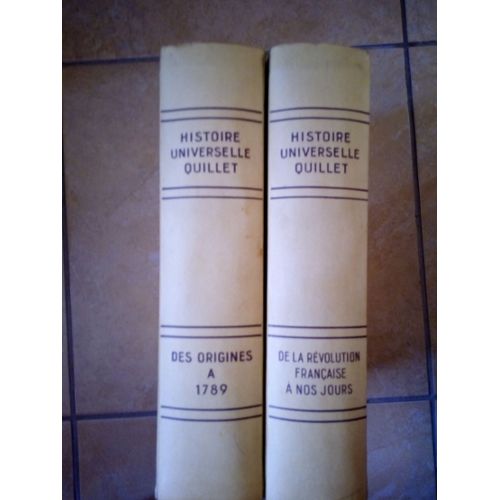 HISTOIRE
UNIVERSELLE
QUILLET
DES ORIGINES
A
1789
HISTOIRE
UNIVERSELLE
QUILLET
DE LA RÉVOLUTION
FRANÇAISE
À NOS JOURS